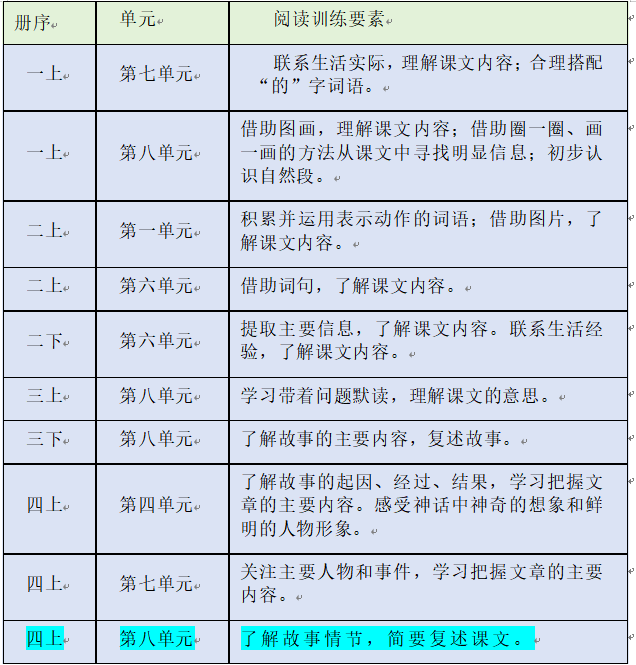 册序 单元 阅读训练要素
一上 第七单元 联系生活实际，理解课文内容；合理搭配
“的”字词语。
一上 第八单元 借助图画，理解课文内容；借助圈一圈、画
一画的方法从课文中寻找明显信息；初步认
识自然段。
二上 第一单元 积累并运用表示动作的词语；借助图片，了
解课文内容。
二上 第六单元 借助词句，了解课文内容。
二下 第六单元 提取主要信息，了解课文内容。联系生活经
验，了解课文内容。
三上 第八单元 学习带着问题默读，理解课文的意思。
三下 第八单元 了解故事的主要内容，复述故事。
四上 第四单元 了解故事的起因、经过、结果，学习把握文
章的主要内容。感受神话中神奇的想象和鲜
明的人物形象。
四上 第七单元 关注主要人物和事件，学习把握文章的主要
内容。
四上 第八单元 了解故事情节，简要复述课文。